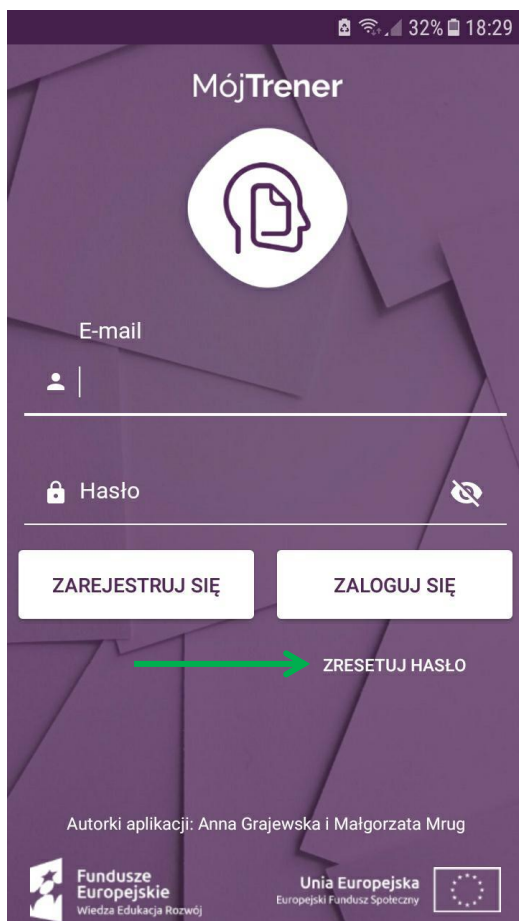 32% 18:29
MójTrener
E-mail
Hasło
ZAREJESTRUJ SIĘ ZALOGUJ SIĘ
ZRESETUJ HASŁO
Autorki aplikacji: Anna Grajewska i Małgorzata Mrug
Fundusze
Europejskie
Wiedza Edukacja Rozwój
Unia Europejska
Europejski Fundusz Społeczny